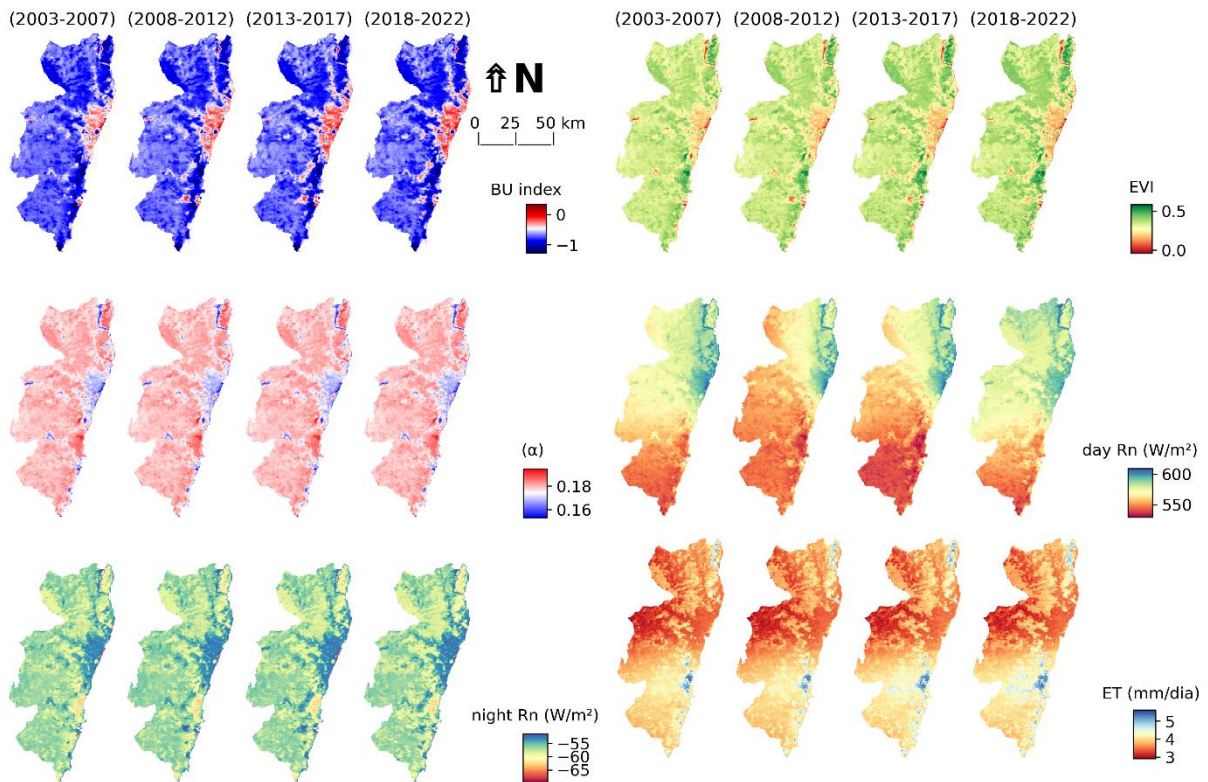 (2003-2007) (2008-2012) (2013-2017) (2018-2022)
N
0 25 50 km
BU index
0
−1
(2003-2007) (2008-2012) (2013-2017) (2018-2022)
EVI
0.5
0.0
(α)
0.18
0.16
day Rn (W/m²)
600
550
night Rn (W/m²)
−55
−60
−65
ET (mm/dia)
5
4
3